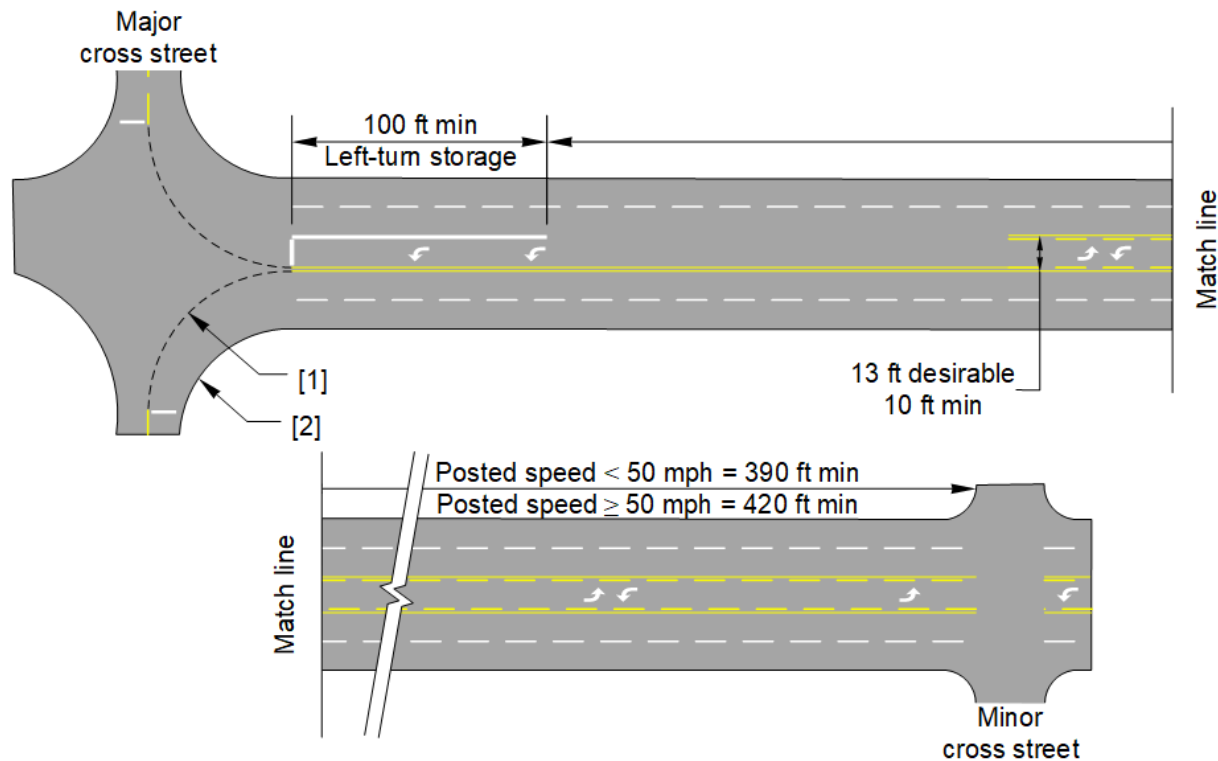 Major
cross street
100 ft min
Left-turn storage
Match line
13 ft desirable
10 ft min
[1]
[2]
Posted speed < 50 mph = 390 ft min
Posted speed ≥ 50 mph = 420 ft min
Match line
Minor
cross street